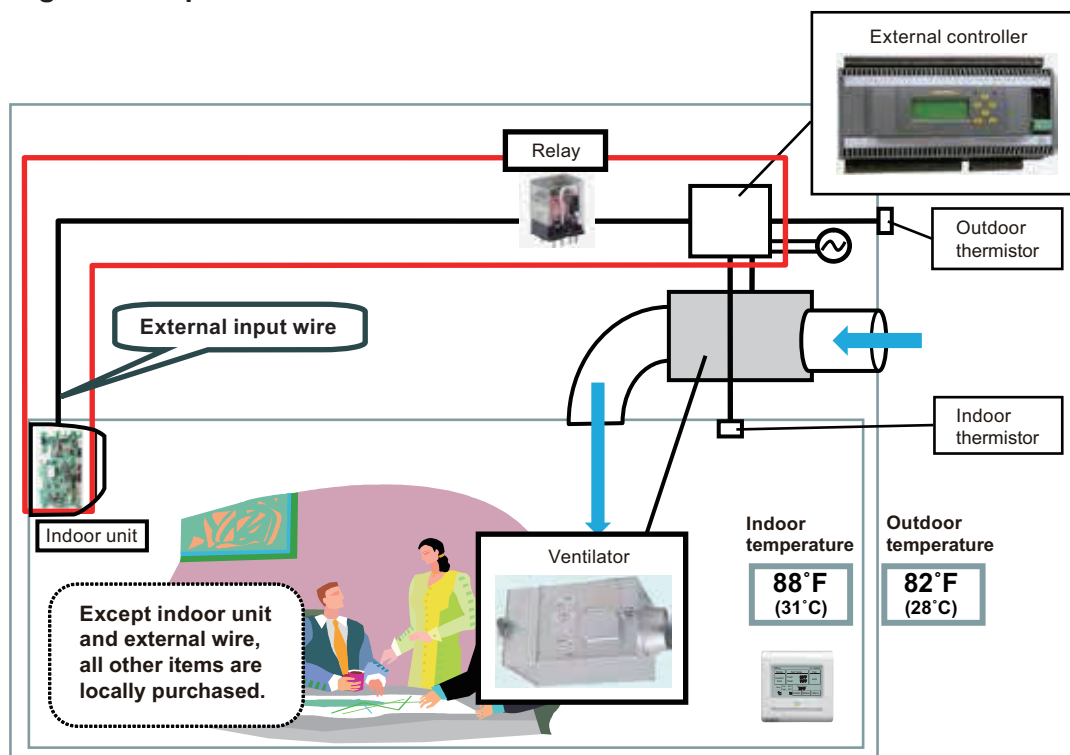 External controller
Relay
Outdoor
thermistor
External input wire
Indoor
thermistor
Indoor unit
Ventilator
Indoor
temperature
88˚F
(31˚C)
Outdoor
temperature
82˚F
(28˚C)
Except indoor unit
and external wire,
all other items are
locally purchased.